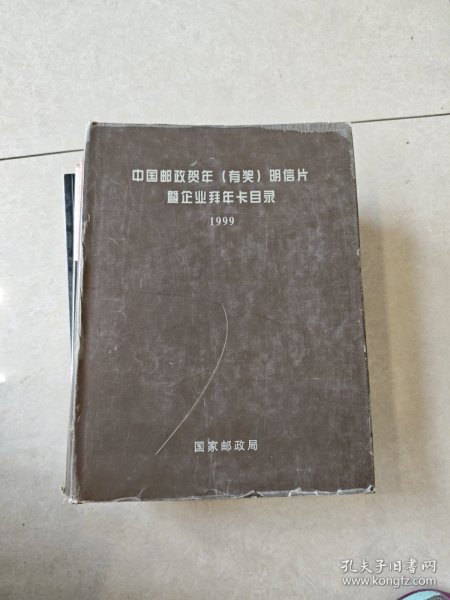 中国邮政贺年(有奖)明信片
暨企业拜年卡目录
1999
国家邮政局
孔夫子旧书网
www.kongfz.com